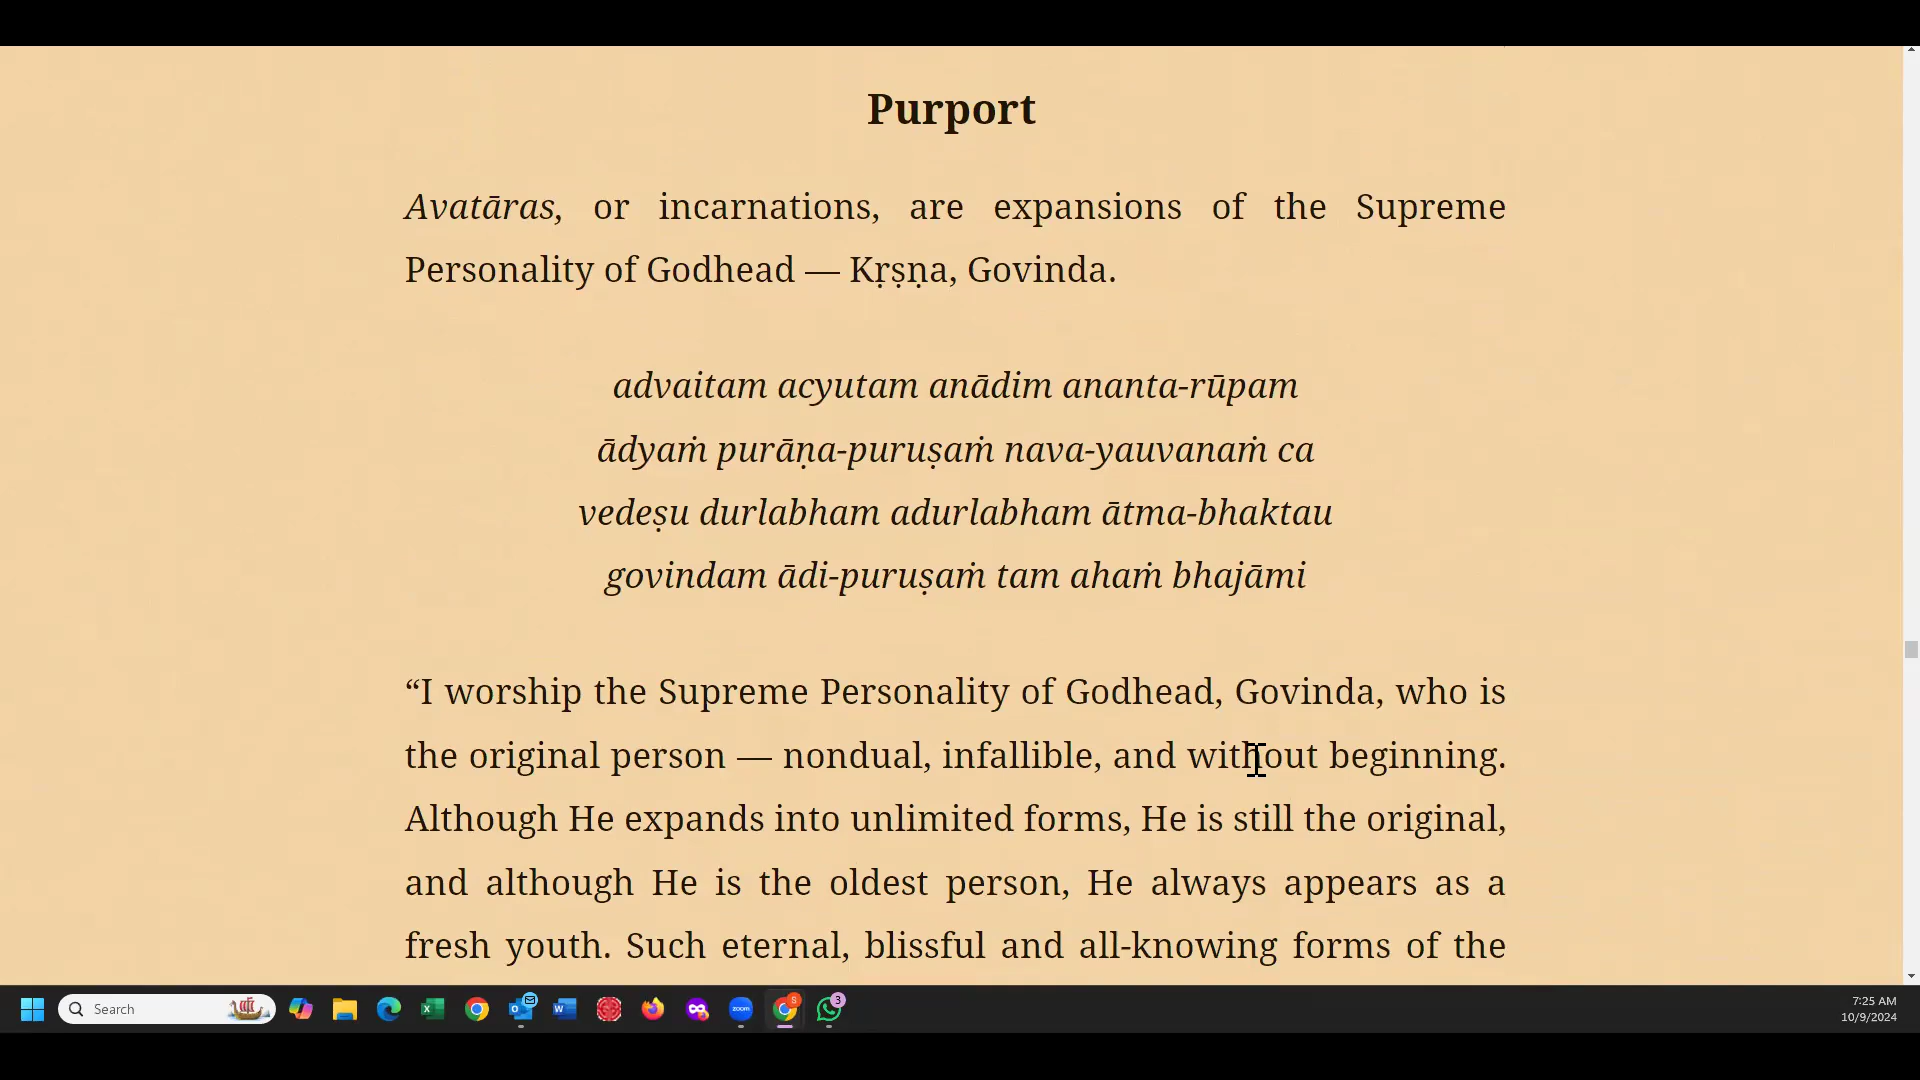 Purport
Avatāras, or incarnations, are expansions of the Supreme
Personality of Godhead — Kṛṣṇa, Govinda.
advaitam acyutam anādim ananta-rūpam
ādyaṁ purāṇa-puruṣaṁ nava-yauvanaṁ ca
vedeṣu durlabham adurlabham ātma-bhaktau
govindam ādi-puruṣaṁ tam ahaṁ bhajāmi
“I worship the Supreme Personality of Godhead, Govinda, who is
the original person — nondual, infallible, and without beginning.
Although He expands into unlimited forms, He is still the original,
and although He is the oldest person, He always appears as a
fresh youth. Such eternal, blissful and all-knowing forms of the
Search
zoom
S
3
7:25 AM
10/9/2024